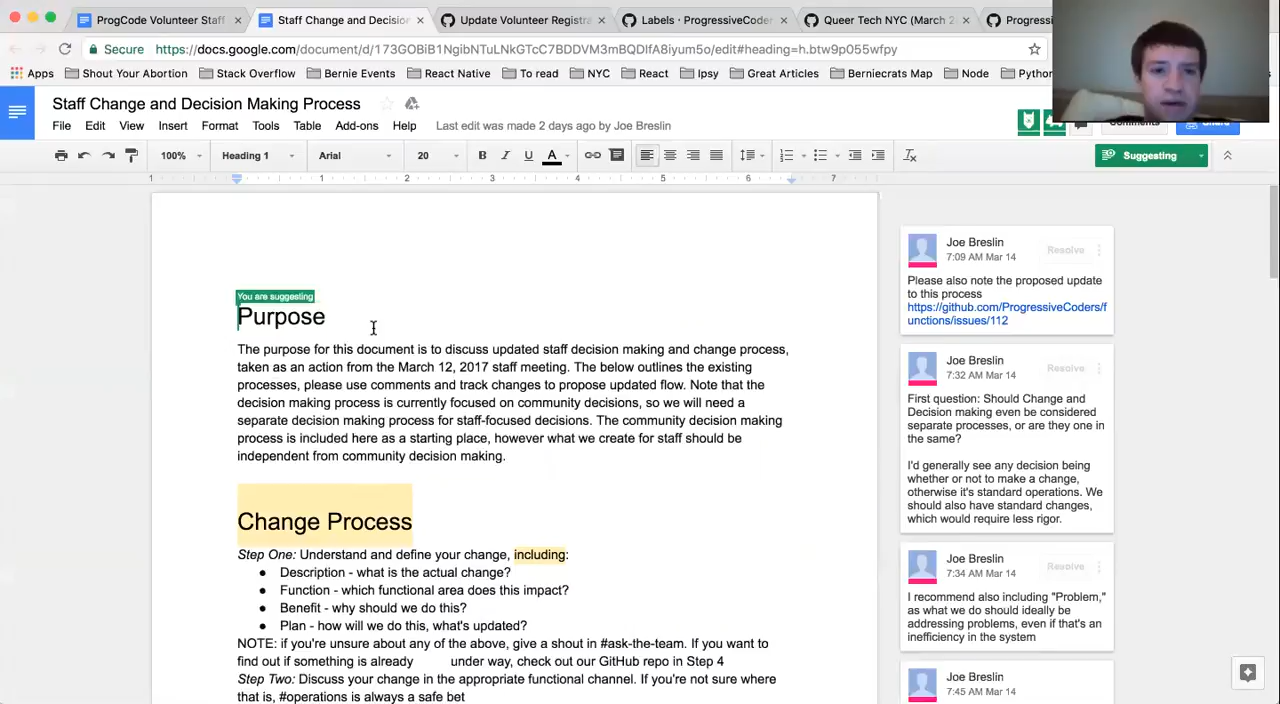 ProgCode Volunteer Staff
Staff Change and Decisio
Update Volunteer Registra
Labels · ProgressiveCoder
Queer Tech NYC (March 2
Progress
Secure
https://docs.google.com/document/d/173GOBiB1NgibNTuLNkGTcC7BDDVM3mBQDIfA8iyum5o/edit#heading=h.btw9p055wfpy
Apps
Shout Your Abortion
Stack Overflow
Bernie Events
React Native
To read
NYC
React
Ipsy
Great Articles
Berniecrats Map
Node
Pytho
Staff Change and Decision Making Process
File Edit View Insert Format Tools Table Add-ons Help
Last edit was made 2 days ago by Joe Breslin
Comments
Share
100%
Heading 1
Arial
20
B I U A
Suggesting
1 1 2 3 4 5 6 7
You are suggesting
Purpose
The purpose for this document is to discuss updated staff decision making and change process,
taken as an action from the March 12, 2017 staff meeting. The below outlines the existing
processes, please use comments and track changes to propose updated flow. Note that the
decision making process is currently focused on community decisions, so we will need a
separate decision making process for staff-focused decisions. The community decision making
process is included here as a starting place, however what we create for staff should be
independent from community decision making.
Change Process
Step One: Understand and define your change, including:
● Description - what is the actual change?
● Function - which functional area does this impact?
● Benefit - why should we do this?
● Plan - how will we do this, what's updated?
NOTE: if you're unsure about any of the above, give a shout in #ask-the-team. If you want to
find out if something is already under way, check out our GitHub repo in Step 4
Step Two: Discuss your change in the appropriate functional channel. If you're not sure where
that is, #operations is always a safe bet
Joe Breslin
Resolve
7:09 AM Mar 14
Please also note the proposed update
to this process
https://github.com/ProgressiveCoders/f
unctions/issues/112
Joe Breslin
Resolve
7:32 AM Mar 14
First question: Should Change and
Decision making even be considered
separate processes, or are they one in
the same?
I'd generally see any decision being
whether or not to make a change,
otherwise it's standard operations. We
should also have standard changes,
which would require less rigor.
Joe Breslin
Resolve
7:34 AM Mar 14
I recommend also including "Problem,"
as what we do should ideally be
addressing problems, even if that's an
inefficiency in the system
Joe Breslin
7:45 AM Mar 14